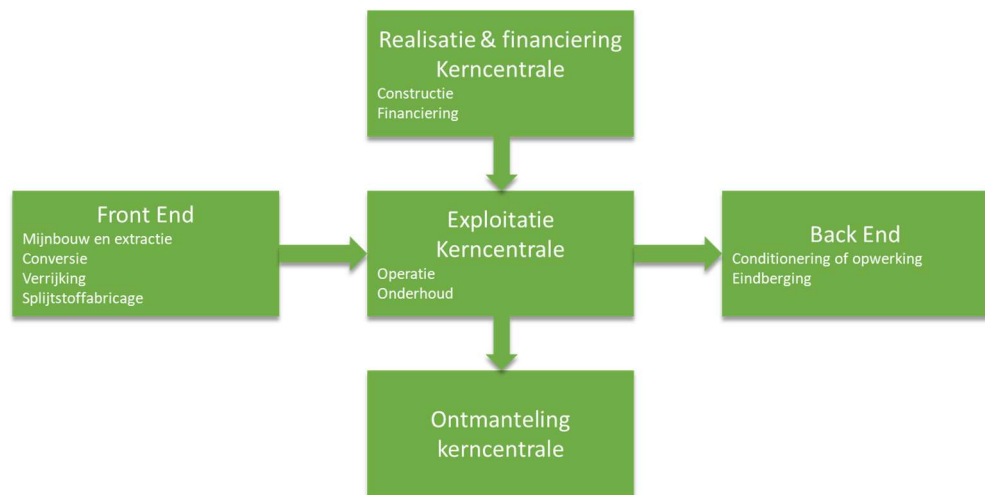 Realisatie & financiering
Kerncentrale
Constructie
Financiering
Front End
Mijnbouw en extractie
Conversie
Verrijking
Splijtstoffabricage
Exploitatie
Kerncentrale
Operatie
Onderhoud
Back End
Conditionering of opwerking
Eindberging
Ontmanteling
kerncentrale